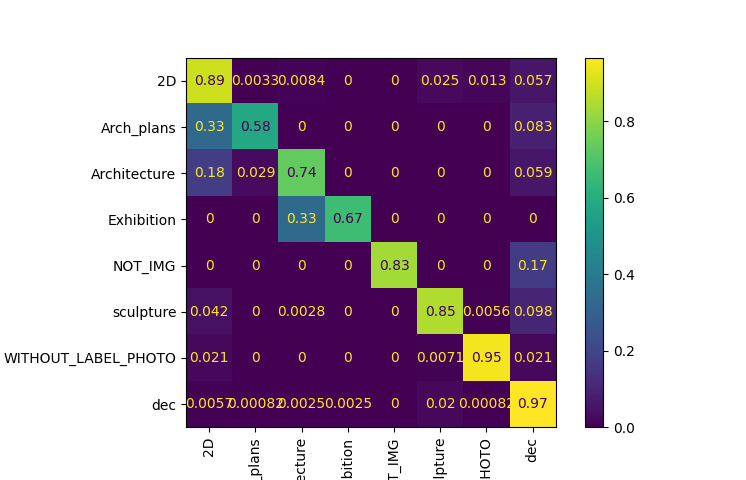 2D 0.89 0.0033 0.0084 0 0 0.025 0.013 0.057
Arch_plans 0.33 0.58 0 0 0 0 0 0.083
Architecture 0.18 0.029 0.74 0 0 0 0 0.059
Exhibition 0 0 0.33 0.67 0 0 0 0
NOT_IMG 0 0 0 0 0.83 0 0 0.17
sculpture 0.042 0 0.0028 0 0 0.85 0.0056 0.098
WITHOUT_LABEL_PHOTO 0.021 0 0 0 0 0.0071 0.95 0.021
dec 0.0057 0.00082 0.0025 0.0025 0 0.02 0.00082 0.97
2D
_plans
ecture
bition
T_IMG
lpture
HOTO
dec
0.8
0.6
0.4
0.2
0.0